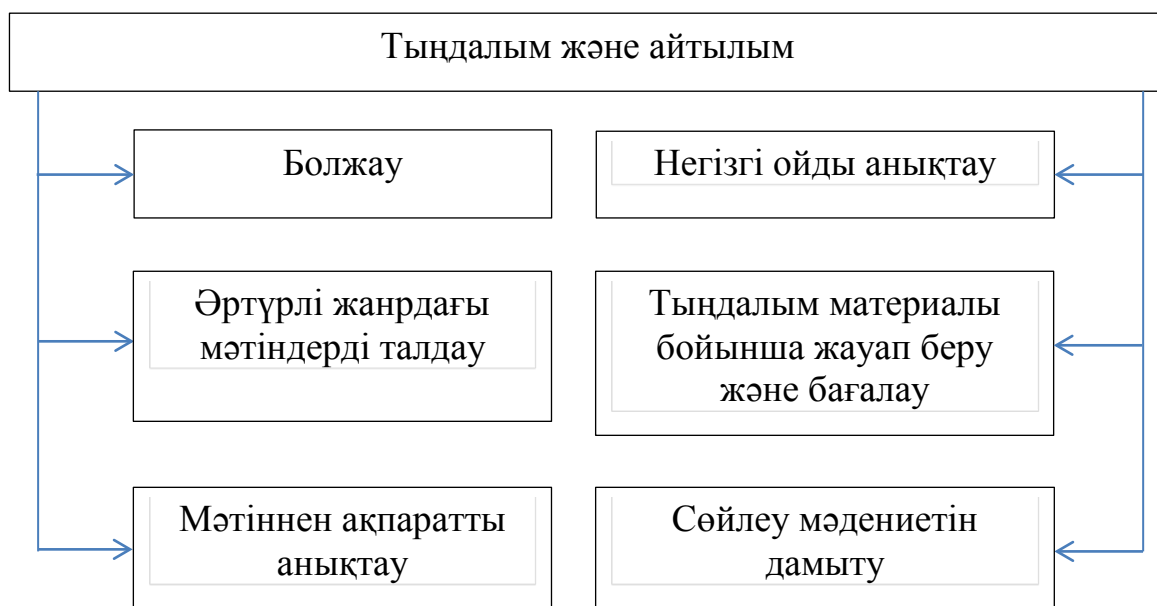 Тыңдалым және айтылым
Болжау
Негізгі ойды анықтау
Әртүрлі жанрдағы
мәтіндерді талдау
Тыңдалым материалы
бойынша жауап беру
және бағалау
Мәтіннен ақпаратты
анықтау
Сөйлеу мәдениетін
дамыту